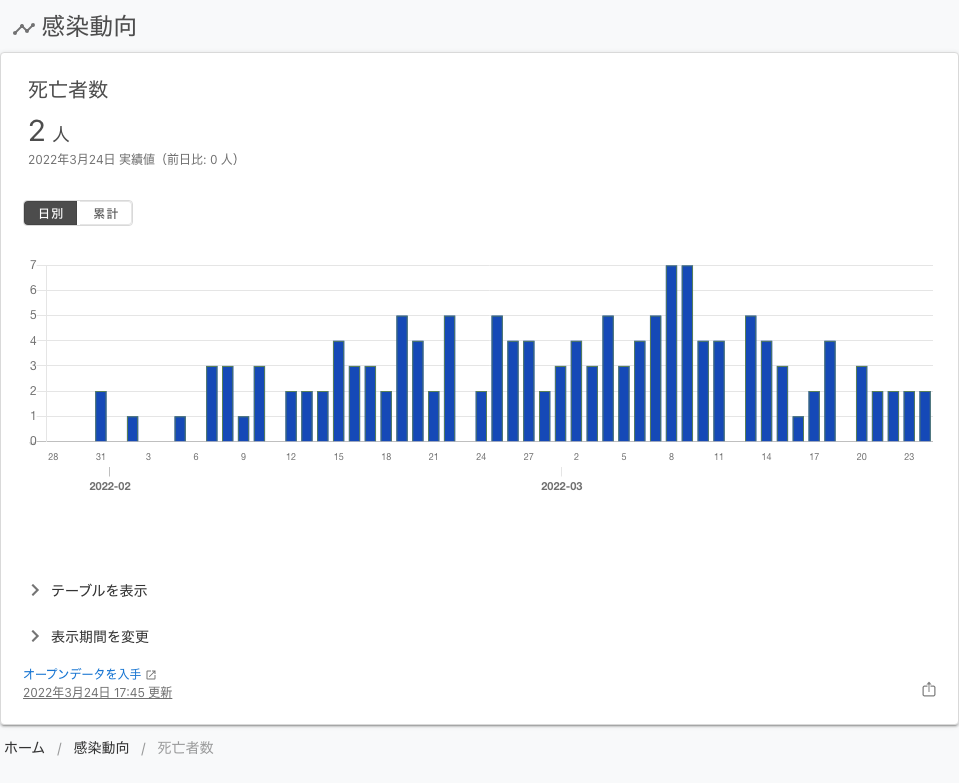 感染動向
死亡者数
2 人
2022年3月24日 実績値（前日比: 0 人）
日別 累計
7
6
5
4
3
2
1
0
28 31 3 6 9 12 15 18 21 24 27 2 5 8 11 14 17 20 23
2022-02 2022-03
テーブルを表示
表示期間を変更
オープンデータを入手
2022年3月24日 17:45 更新
ホーム / 感染動向 / 死亡者数